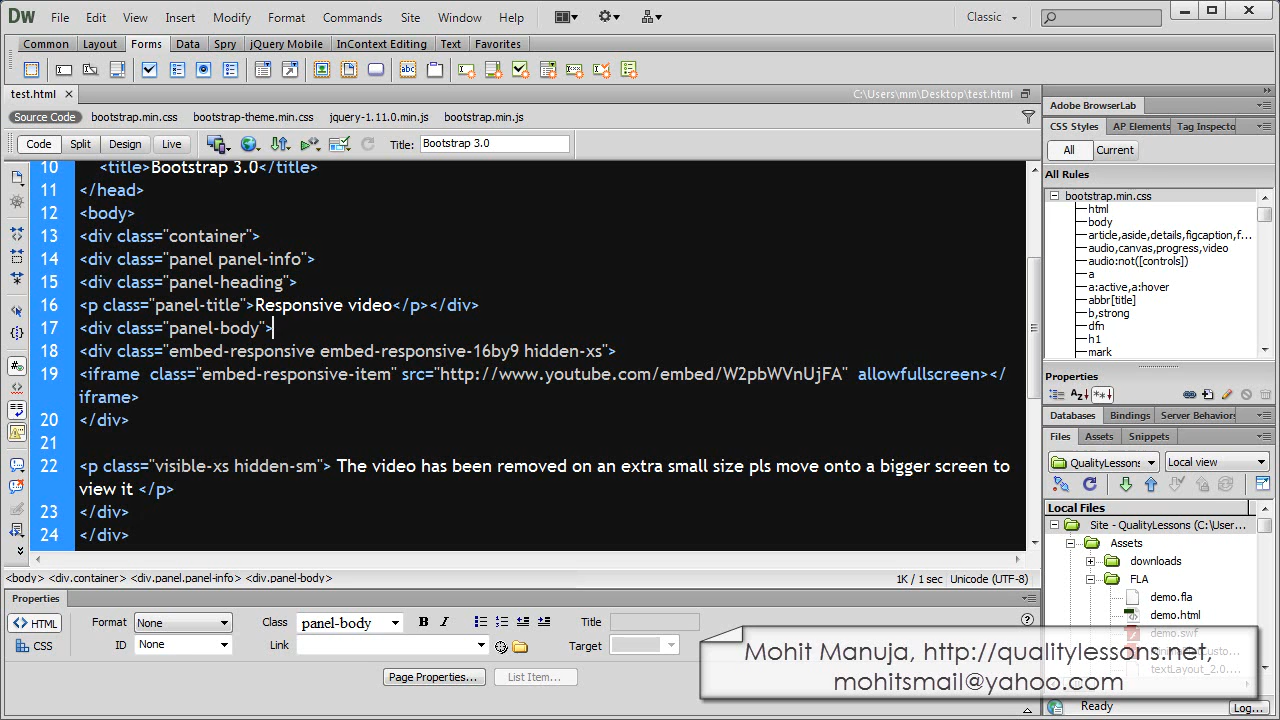 Dw File Edit View Insert Modify Format Commands Site Window Help Classic
Common Layout Forms Data Spry jQuery Mobile InContext Editing Text Favorites
test.html C:\Users\mm\Desktop\test.html
Source Code bootstrap.min.css bootstrap-theme.min.css jquery-1.11.0.min.js bootstrap.min.js
Code Split Design Live Title: Bootstrap 3.0
10 <title>Bootstrap 3.0</title>
11 </head>
12 <body>
13 <div class="container">
14 <div class="panel panel-info">
15 <div class="panel-heading">
16 <p class="panel-title">Responsive video</p></div>
17 <div class="panel-body">
18 <div class="embed-responsive embed-responsive-16by9 hidden-xs">
19 <iframe class="embed-responsive-item" src="http://www.youtube.com/embed/W2pbWVnUjFA" allowfullscreen></
iframe>
20 </div>
21
22 <p class="visible-xs hidden-sm"> The video has been removed on an extra small size pls move onto a bigger screen to
view it </p>
23 </div>
24 </div>
<body> <div.container> <div.panel.panel-info> <div.panel-body> 1K / 1 sec Unicode (UTF-8)
Properties
<> HTML Format None Class panel-body B I Title
CSS ID None Link Target
Page Properties... List Item...
Adobe BrowserLab
CSS Styles AP Elements Tag Inspecto
All Current
All Rules
bootstrap.min.css
html
body
article,aside,details,figcaption,f...
audio,canvas,progress,video
audio:not([controls])
a
a:active,a:hover
abbr[title]
b,strong
dfn
h1
mark
Properties
Databases Bindings Server Behaviors
Files Assets Snippets
QualityLessons Local view
Local Files
Site - QualityLessons (C:\User...
Assets
downloads
FLA
demo.fla
demo.html
demo.swf
textLayout_2.0.
Ready Log...
Mohit Manuja, http://qualitylessons.net,
mohitsmail@yahoo.com